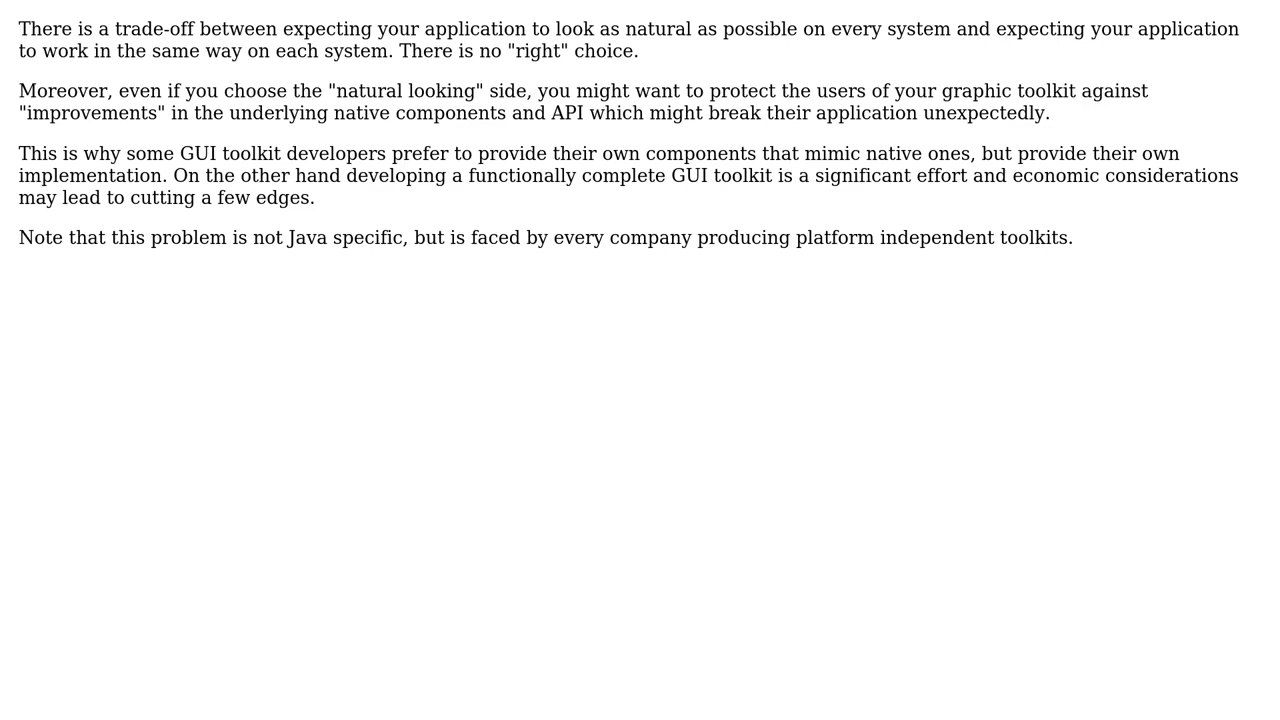 There is a trade-off between expecting your application to look as natural as possible on every system and expecting your application
to work in the same way on each system. There is no "right" choice.
Moreover, even if you choose the "natural looking" side, you might want to protect the users of your graphic toolkit against
"improvements" in the underlying native components and API which might break their application unexpectedly.
This is why some GUI toolkit developers prefer to provide their own components that mimic native ones, but provide their own
implementation. On the other hand developing a functionally complete GUI toolkit is a significant effort and economic considerations
may lead to cutting a few edges.
Note that this problem is not Java specific, but is faced by every company producing platform independent toolkits.